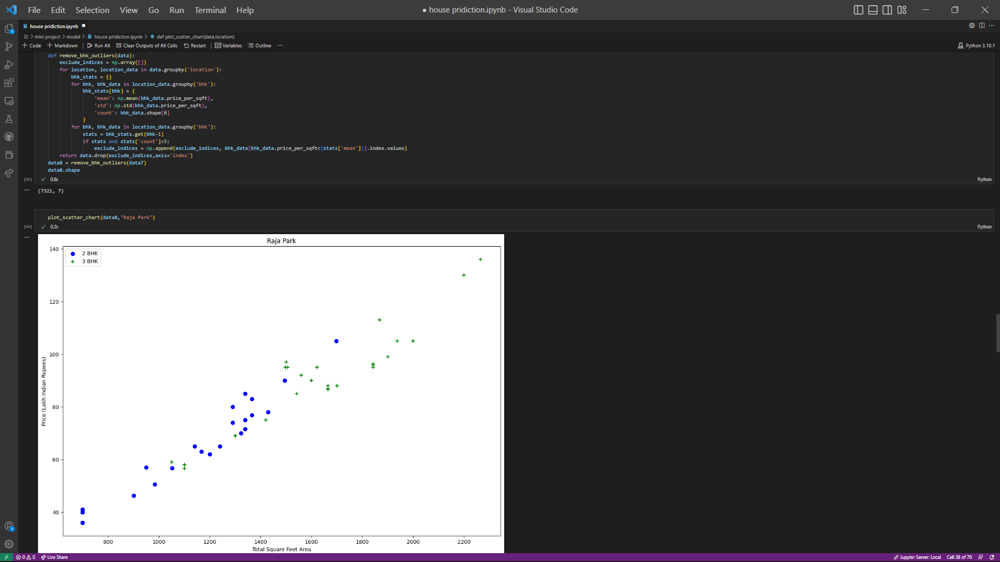 File Edit Selection View Go Run Terminal Help
● house pridiction.ipynb - Visual Studio Code
house pridiction.ipynb ●
D: > mini project > model > house pridiction.ipynb > def plot_scatter_chart(data,location):
+ Code + Markdown | Run All Clear Outputs of All Cells Restart | Variables Outline ...
Python 3.10.1
def remove_bhk_outliers(data):
    exclude_indices = np.array([])
    for location, location_data in data.groupby('location'):
        bhk_stats = {}
        for bhk, bhk_data in location_data.groupby('bhk'):
            bhk_stats[bhk] = {
                'mean': np.mean(bhk_data.price_per_sqft),
                'std': np.std(bhk_data.price_per_sqft),
                'count': bhk_data.shape[0]
            }
        for bhk, bhk_data in location_data.groupby('bhk'):
            stats = bhk_stats.get(bhk-1)
            if stats and stats['count']>5:
                exclude_indices = np.append(exclude_indices, bhk_data[bhk_data.price_per_sqft<(stats['mean'])].index.values)
    return data.drop(exclude_indices,axis='index')
data8 = remove_bhk_outliers(data7)
data8.shape
[91] ✓ 0.6s Python
... (7321, 7)
plot_scatter_chart(data8,"Raja Park")
[92] ✓ 0.2s Python
...
Raja Park
2 BHK
3 BHK
140
120
100
80
60
40
Price (Lakh Indian Rupees)
800 1000 1200 1400 1600 1800 2000 2200
Total Square Feet Area
1
1
0 0 Live Share
Jupyter Server: Local Cell 38 of 70